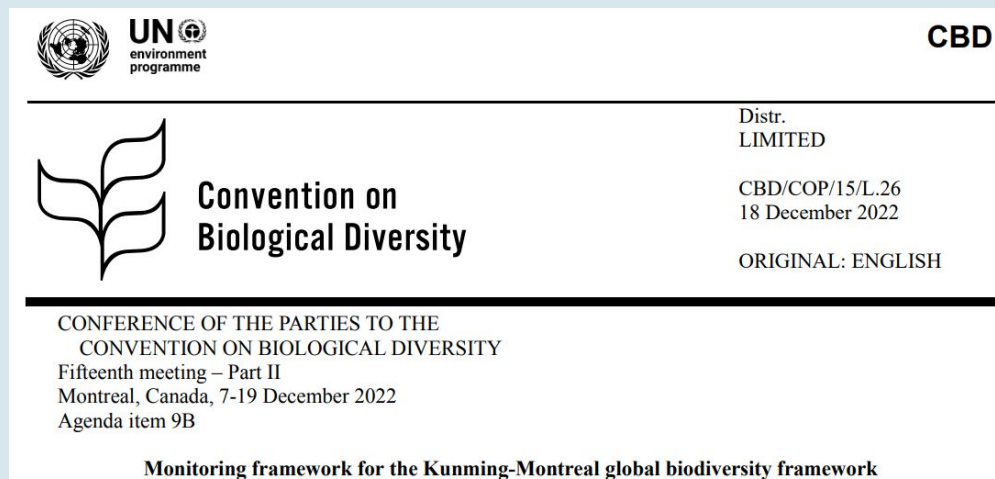 UN
environment
programme
CBD
Distr.
LIMITED
CBD/COP/15/L.26
18 December 2022
ORIGINAL: ENGLISH
Convention on
Biological Diversity
CONFERENCE OF THE PARTIES TO THE
CONVENTION ON BIOLOGICAL DIVERSITY
Fifteenth meeting – Part II
Montreal, Canada, 7-19 December 2022
Agenda item 9B
Monitoring framework for the Kunming-Montreal global biodiversity framework